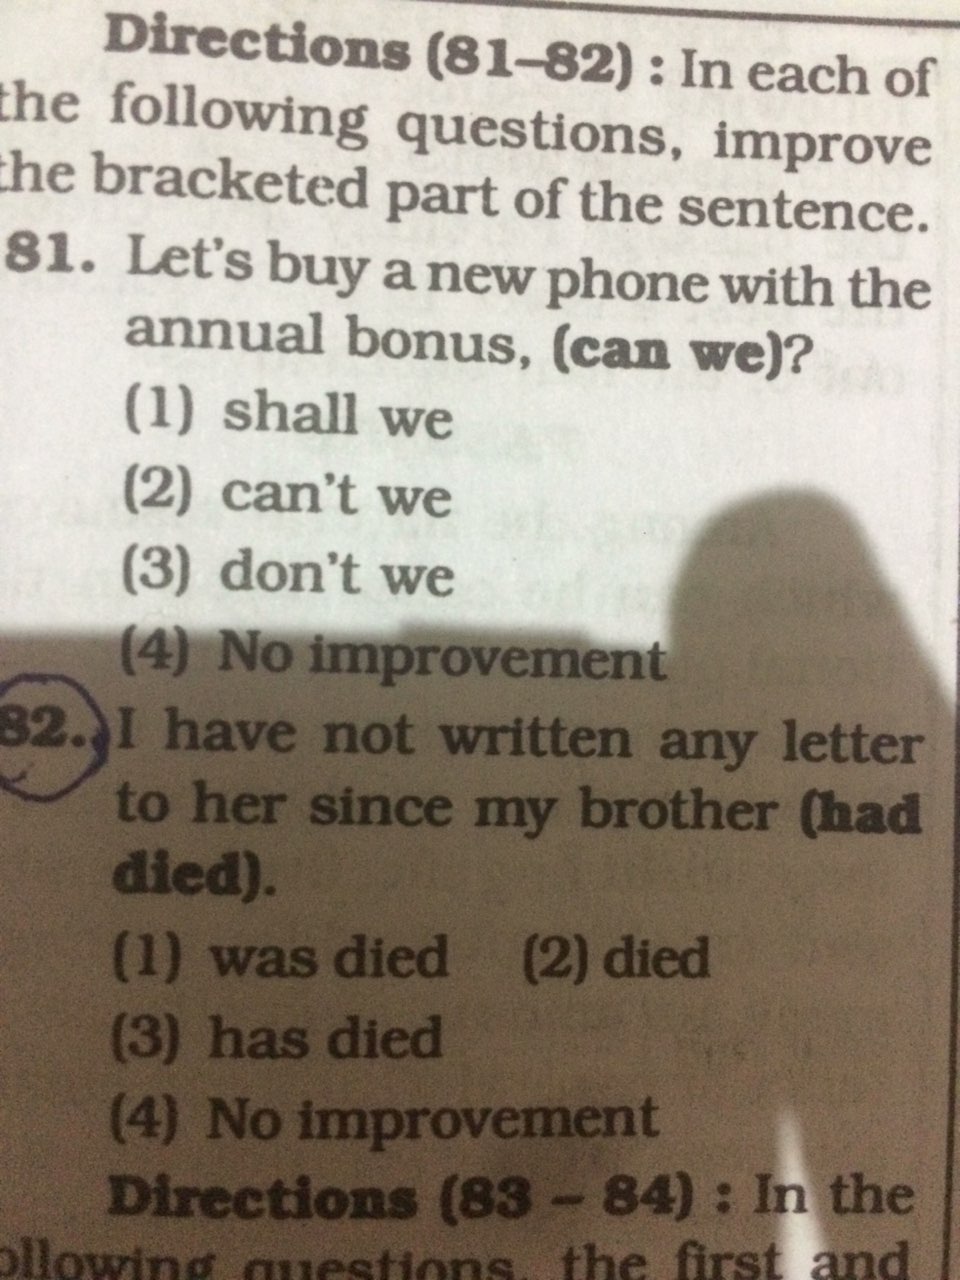 Directions (81–82) : In each of
the following questions, improve
the bracketed part of the sentence.
81. Let's buy a new phone with the
annual bonus, (can we)?
(1) shall we
(2) can't we
(3) don't we
(4) No improvement
82. I have not written any letter
to her since my brother (had
died).
(1) was died (2) died
(3) has died
(4) No improvement
Directions (83 – 84) : In the
ollowing questions, the first and